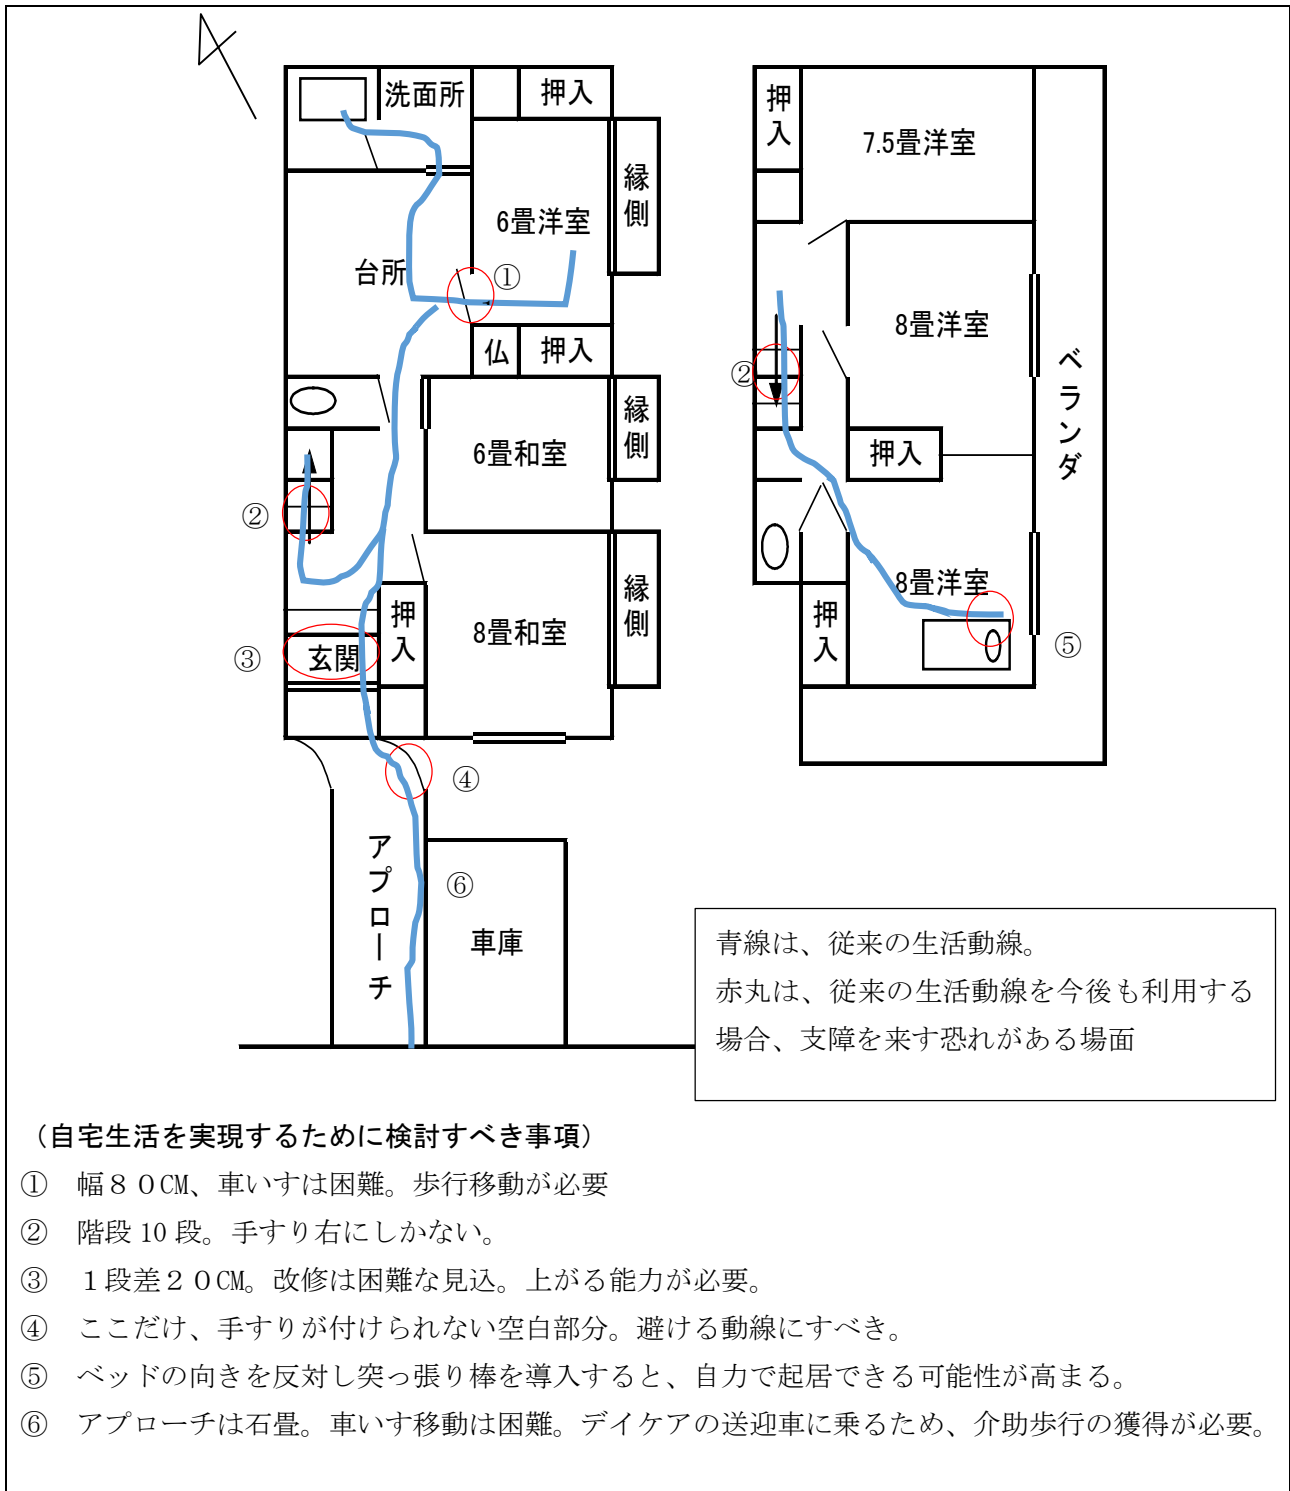 洗面所
押入
縁側
6畳洋室
台所
①
仏
押入
縁側
6畳和室
②
縁側
押入
8畳和室
③
玄関
④
アプローチ
⑥
車庫
押入
7.5畳洋室
8畳洋室
②
ベランダ
押入
8畳洋室
押入
⑤
青線は、従来の生活動線。
赤丸は、従来の生活動線を今後も利用する
場合、支障を来す恐れがある場面
（自宅生活を実現するために検討すべき事項）
①　幅８０CM、車いすは困難。歩行移動が必要
②　階段 10 段。手すり右にしかない。
③　１段差２０CM。改修は困難な見込。上がる能力が必要。
④　ここだけ、手すりが付けられない空白部分。避ける動線にすべき。
⑤　ベッドの向きを反対し突っ張り棒を導入すると、自力で起居できる可能性が高まる。
⑥　アプローチは石畳。車いす移動は困難。デイケアの送迎車に乗るため、介助歩行の獲得が必要。